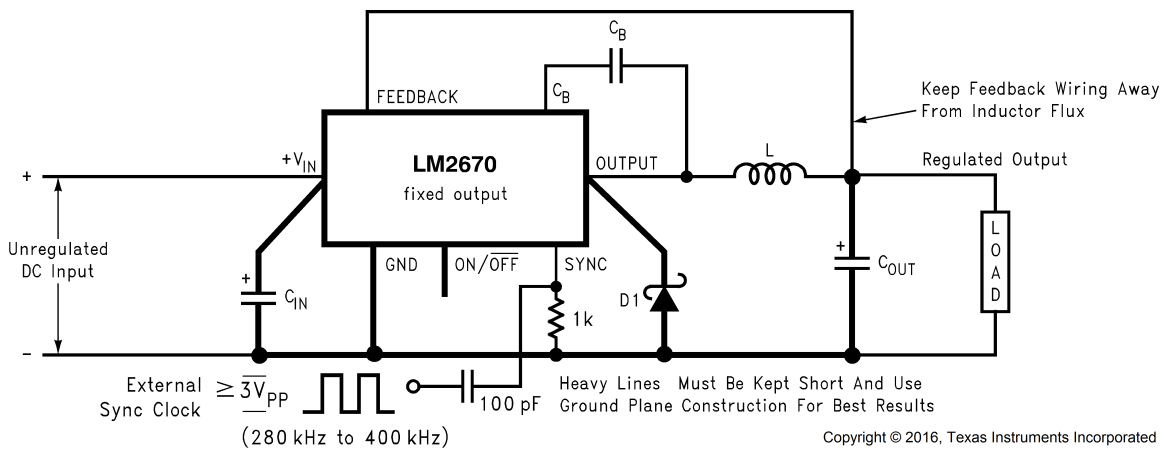 C_B
FEEDBACK
C_B
Keep Feedback Wiring Away
From Inductor Flux
+V_IN
LM2670
fixed output
OUTPUT
L
Regulated Output
+
Unregulated
DC Input
-
+
C_IN
GND
ON/O̅F̅F̅
SYNC
1k
D1
+
C_OUT
LOAD
External
Sync Clock
≥ 3V_PP
100 pF
(280 kHz to 400 kHz)
Heavy Lines Must Be Kept Short And Use
Ground Plane Construction For Best Results
Copyright © 2016, Texas Instruments Incorporated